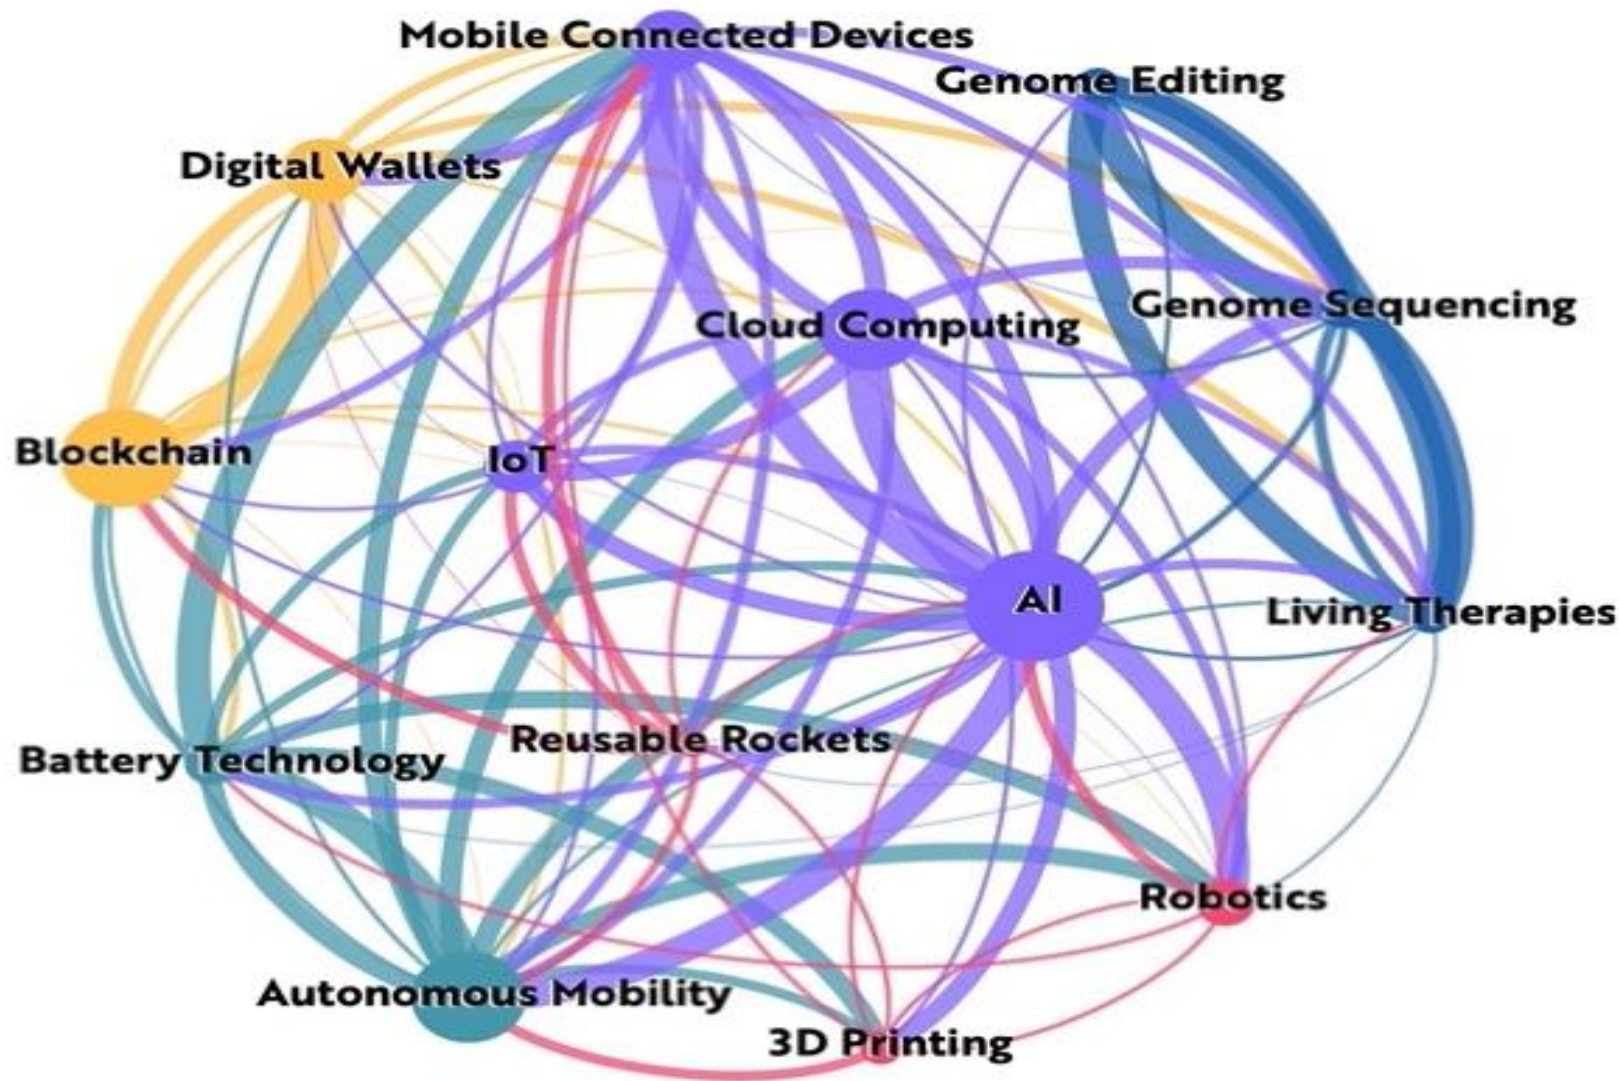 Mobile Connected Devices
Genome Editing
Digital Wallets
Genome Sequencing
Cloud Computing
Blockchain
IoT
AI
Living Therapies
Reusable Rockets
Battery Technology
Robotics
Autonomous Mobility
3D Printing